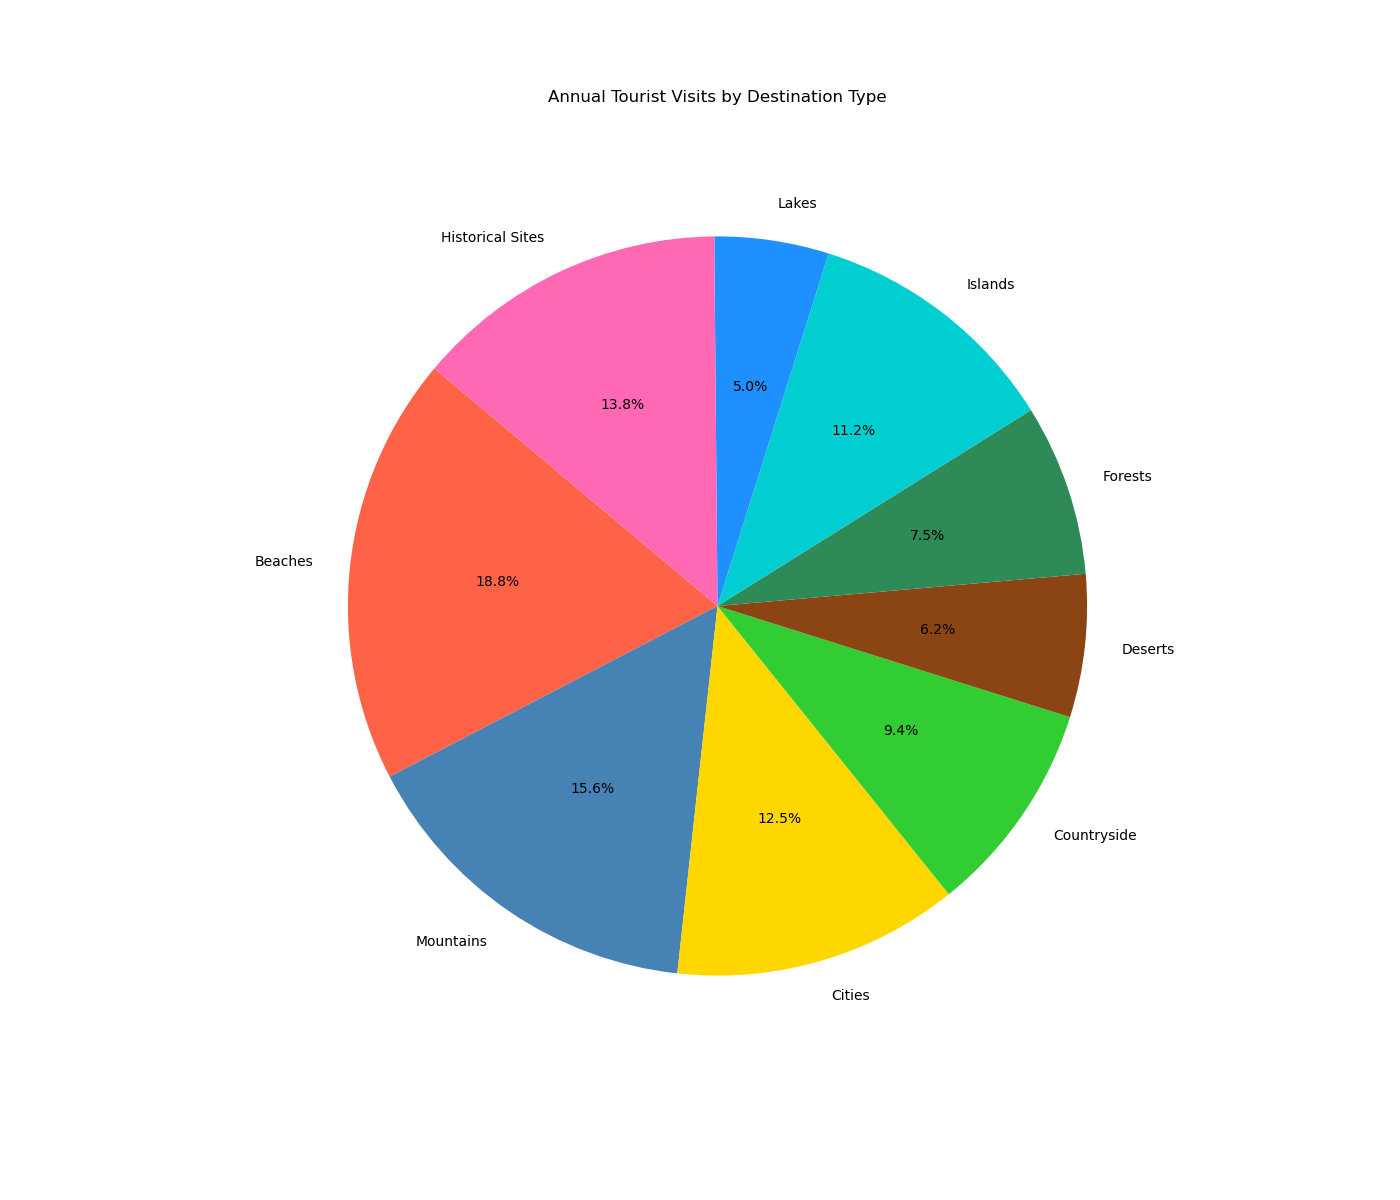 Annual Tourist Visits by Destination Type
Lakes
Historical Sites
Islands
5.0%
13.8%
11.2%
Forests
7.5%
Beaches
18.8%
6.2%
Deserts
9.4%
15.6%
12.5%
Countryside
Mountains
Cities